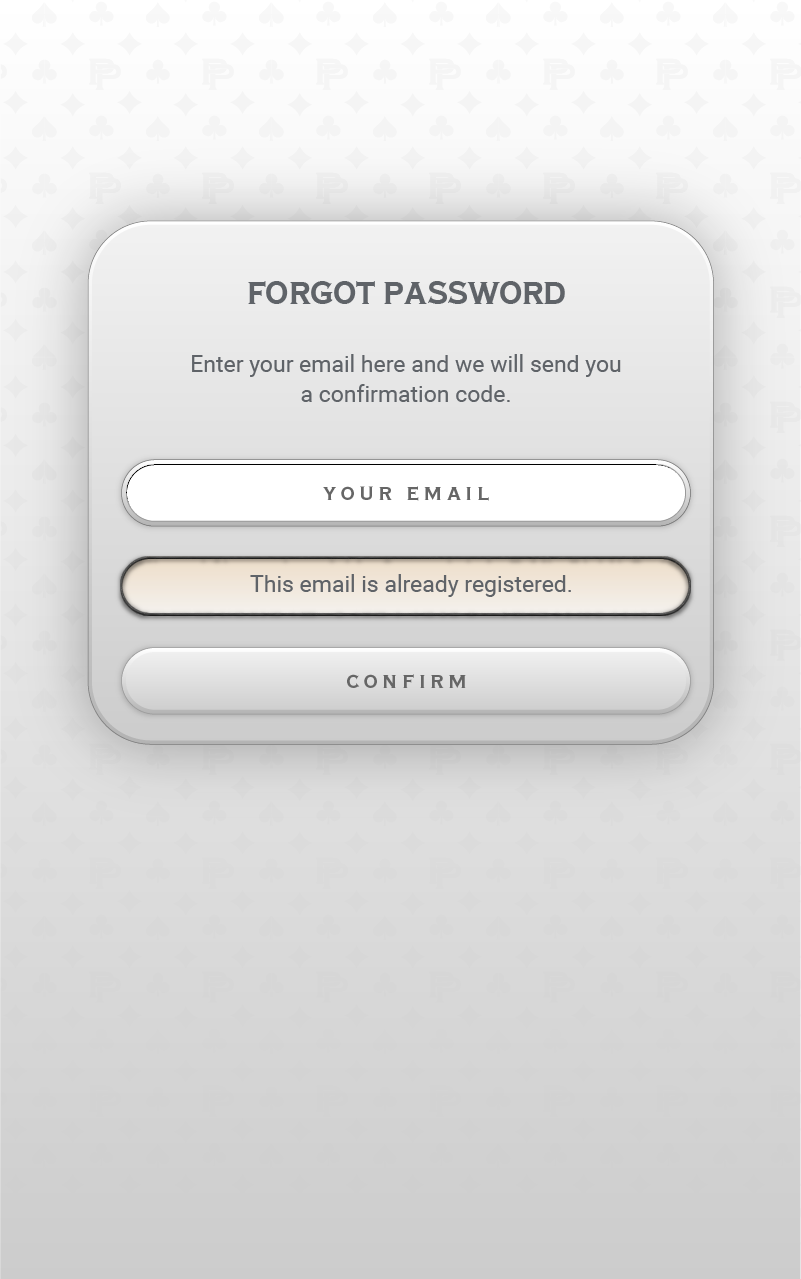 FORGOT PASSWORD
Enter your email here and we will send you
a confirmation code.
YOUR EMAIL
This email is already registered.
CONFIRM